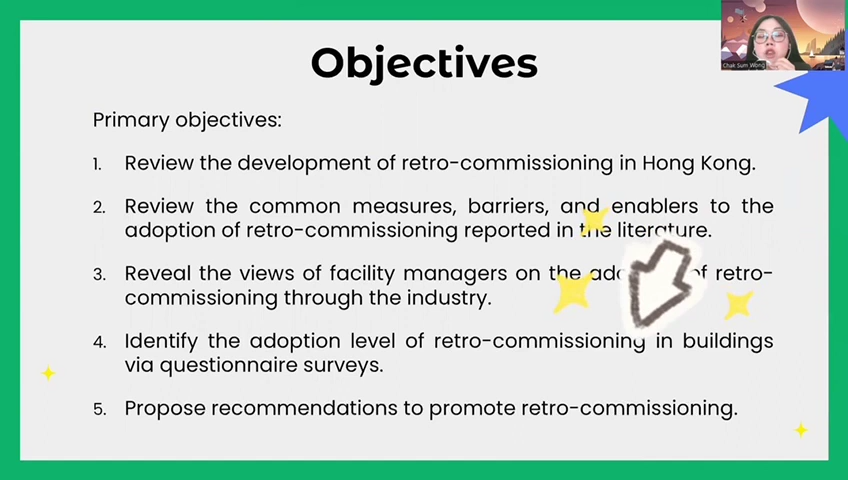 Objectives
Chak Sum Wong
Primary objectives:
1. Review the development of retro-commissioning in Hong Kong.
2. Review the common measures, barriers, and enablers to the
adoption of retro-commissioning reported in the literature.
3. Reveal the views of facility managers on the of retro-
commissioning through the industry.
4. Identify the adoption level of retro-commissioning in buildings
via questionnaire surveys.
5. Propose recommendations to promote retro-commissioning.